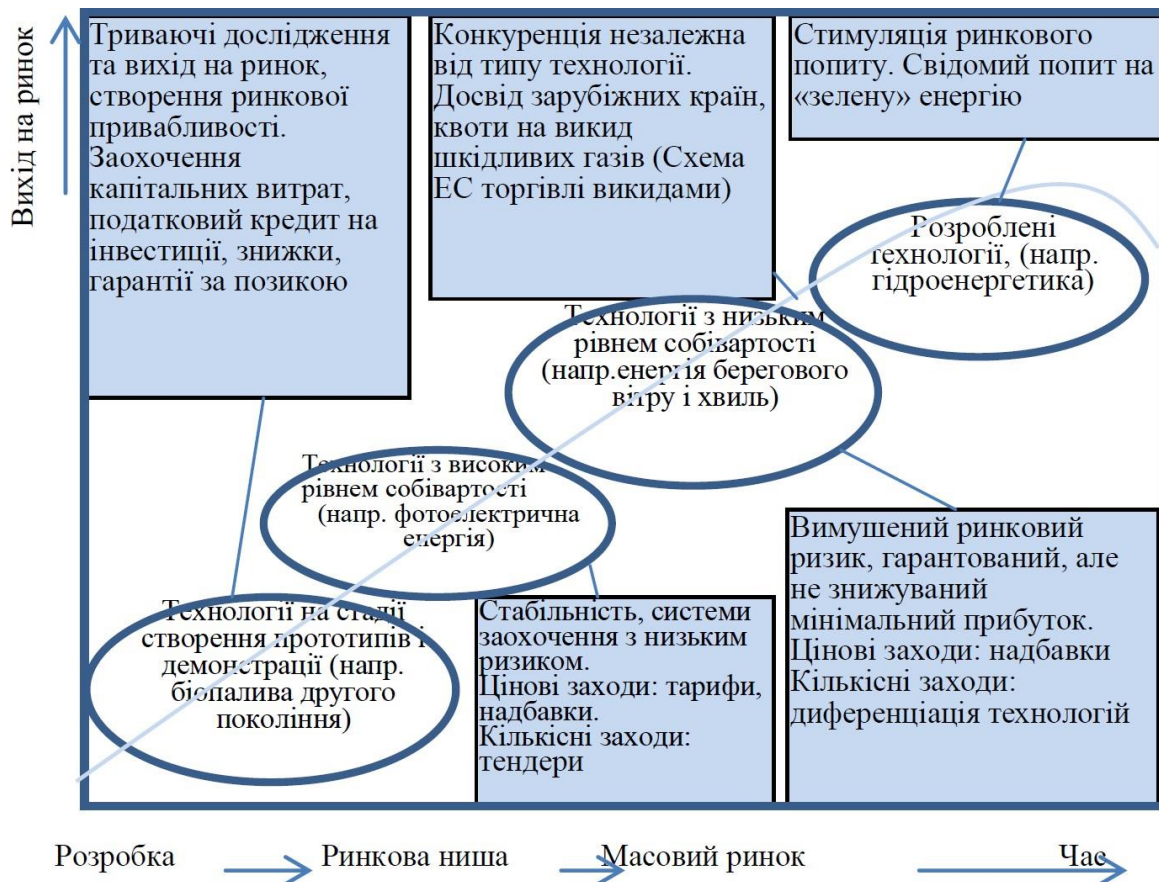 Вихід на ринок
Триваючі дослідження
та вихід на ринок,
створення ринкової
привабливості.
Заохочення
капітальних витрат,
податковий кредит на
інвестиції, знижки,
гарантії за позикою
Конкуренція незалежна
від типу технології.
Досвід зарубіжних країн,
квоти на викид
шкідливих газів (Схема
ЕС торгівлі викидами)
Стимуляція ринкового
попиту. Свідомий попит на
«зелену» енергію
Розроблені
технології, (напр.
гідроенергетика)
Технології з низьким
рівнем собівартості
(напр.енергія берегового
вітру і хвиль)
Технології з високим
рівнем собівартості
(напр. фотоелектрична
енергія)
Технології на стадії
створення прототипів і
демонстрації (напр.
біопалива другого
покоління)
Стабільність, системи
заохочення з низьким
ризиком.
Цінові заходи: тарифи,
надбавки.
Кількісні заходи:
тендери
Вимушений ринковий
ризик, гарантований, але
не знижуваний
мінімальний прибуток.
Цінові заходи: надбавки
Кількісні заходи:
диференціація технологій
Розробка Ринкова ниша Масовий ринок Час